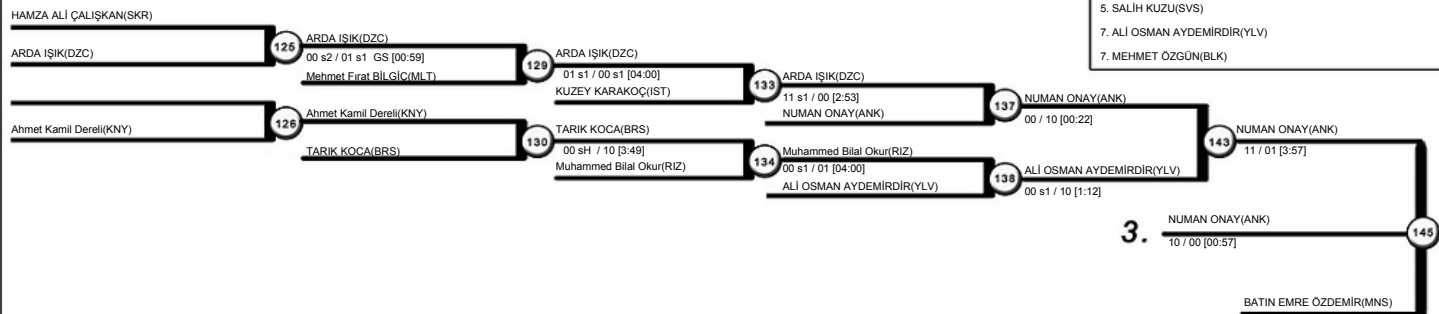 HAMZA ALİ ÇALIŞKAN(SKR)
ARDA IŞIK(DZC)
125
ARDA IŞIK(DZC)
00 s2 / 01 s1 GS [00:59]
Mehmet Fırat BİLGİÇ(MLT)
129
ARDA IŞIK(DZC)
01 s1 / 00 s1 [04:00]
KUZEY KARAKOÇ(IST)
133
ARDA IŞIK(DZC)
11 s1 / 00 [2:53]
NUMAN ONAY(ANK)
137
NUMAN ONAY(ANK)
00 / 10 [00:22]
Ahmet Kamil Dereli(KNY)
126
Ahmet Kamil Dereli(KNY)
TARIK KOCA(BRS)
130
TARIK KOCA(BRS)
00 sH / 10 [3:49]
Muhammed Bilal Okur(RIZ)
134
Muhammed Bilal Okur(RIZ)
00 s1 / 01 [04:00]
ALİ OSMAN AYDEMİRDİR(YLV)
138
ALİ OSMAN AYDEMİRDİR(YLV)
00 s1 / 10 [1:12]
143
NUMAN ONAY(ANK)
11 / 01 [3:57]
3.
NUMAN ONAY(ANK)
10 / 00 [00:57]
145
BATIN EMRE ÖZDEMİR(MNS)
5. SALİH KUZU(SVS)
7. ALİ OSMAN AYDEMİRDİR(YLV)
7. MEHMET ÖZGÜN(BLK)